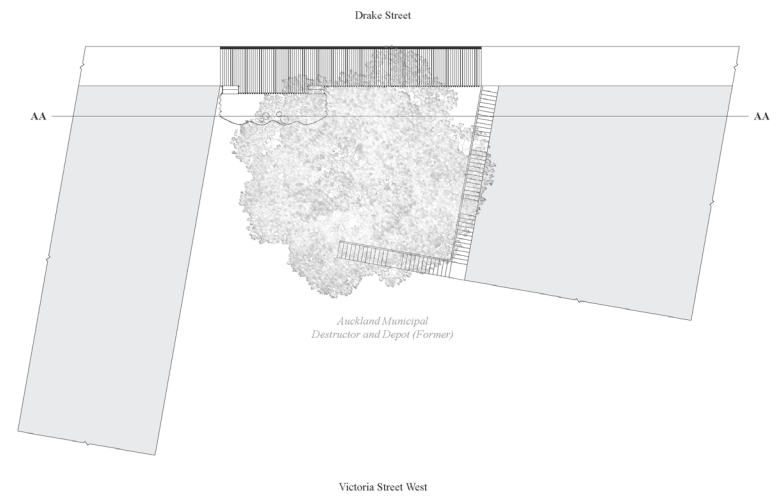 Drake Street
AA
AA
Auckland Municipal
Destructor and Depot (Former)
Victoria Street West